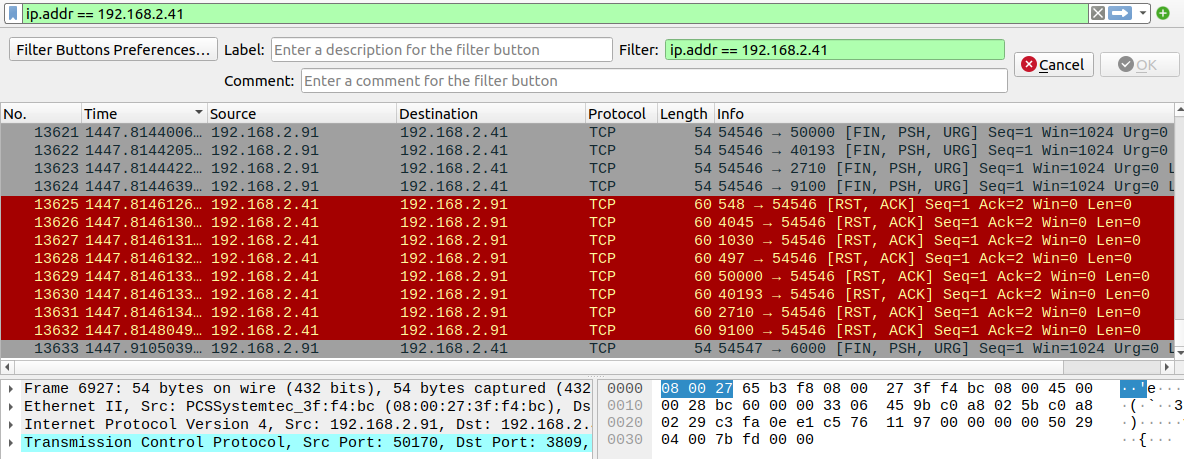 ip.addr == 192.168.2.41
Filter Buttons Preferences... Label: Enter a description for the filter button Filter: ip.addr == 192.168.2.41
Cancel OK
Comment: Enter a comment for the filter button
No. Time Source Destination Protocol Length Info
13621 1447.8144006… 192.168.2.91 192.168.2.41 TCP 54 54546 → 50000 [FIN, PSH, URG] Seq=1 Win=1024 Urg=0
13622 1447.8144205… 192.168.2.91 192.168.2.41 TCP 54 54546 → 40193 [FIN, PSH, URG] Seq=1 Win=1024 Urg=0
13623 1447.8144422… 192.168.2.91 192.168.2.41 TCP 54 54546 → 2710 [FIN, PSH, URG] Seq=1 Win=1024 Urg=0 L
13624 1447.8144639… 192.168.2.91 192.168.2.41 TCP 54 54546 → 9100 [FIN, PSH, URG] Seq=1 Win=1024 Urg=0 L
13625 1447.8146126… 192.168.2.41 192.168.2.91 TCP 60 548 → 54546 [RST, ACK] Seq=1 Ack=2 Win=0 Len=0
13626 1447.8146130… 192.168.2.41 192.168.2.91 TCP 60 4045 → 54546 [RST, ACK] Seq=1 Ack=2 Win=0 Len=0
13627 1447.8146131… 192.168.2.41 192.168.2.91 TCP 60 1030 → 54546 [RST, ACK] Seq=1 Ack=2 Win=0 Len=0
13628 1447.8146132… 192.168.2.41 192.168.2.91 TCP 60 497 → 54546 [RST, ACK] Seq=1 Ack=2 Win=0 Len=0
13629 1447.8146133… 192.168.2.41 192.168.2.91 TCP 60 50000 → 54546 [RST, ACK] Seq=1 Ack=2 Win=0 Len=0
13630 1447.8146133… 192.168.2.41 192.168.2.91 TCP 60 40193 → 54546 [RST, ACK] Seq=1 Ack=2 Win=0 Len=0
13631 1447.8146134… 192.168.2.41 192.168.2.91 TCP 60 2710 → 54546 [RST, ACK] Seq=1 Ack=2 Win=0 Len=0
13632 1447.8148049… 192.168.2.41 192.168.2.91 TCP 60 9100 → 54546 [RST, ACK] Seq=1 Ack=2 Win=0 Len=0
13633 1447.9105039… 192.168.2.91 192.168.2.41 TCP 54 54547 → 6000 [FIN, PSH, URG] Seq=1 Win=1024 Urg=0 L
Frame 6927: 54 bytes on wire (432 bits), 54 bytes captured (432
Ethernet II, Src: PCSSystemtec_3f:f4:bc (08:00:27:3f:f4:bc), Ds
Internet Protocol Version 4, Src: 192.168.2.91, Dst: 192.168.2.
Transmission Control Protocol, Src Port: 50170, Dst Port: 3809,
0000 08 00 27 65 b3 f8 08 00 27 3f f4 bc 08 00 45 00 ··'e···
0010 00 28 bc 60 00 00 33 06 45 9b c0 a8 02 5b c0 a8 ·(·`··3
0020 02 29 c3 fa 0e e1 c5 76 11 97 00 00 00 00 50 29 ·)·····
0030 04 00 7b fd 00 00 ··{···